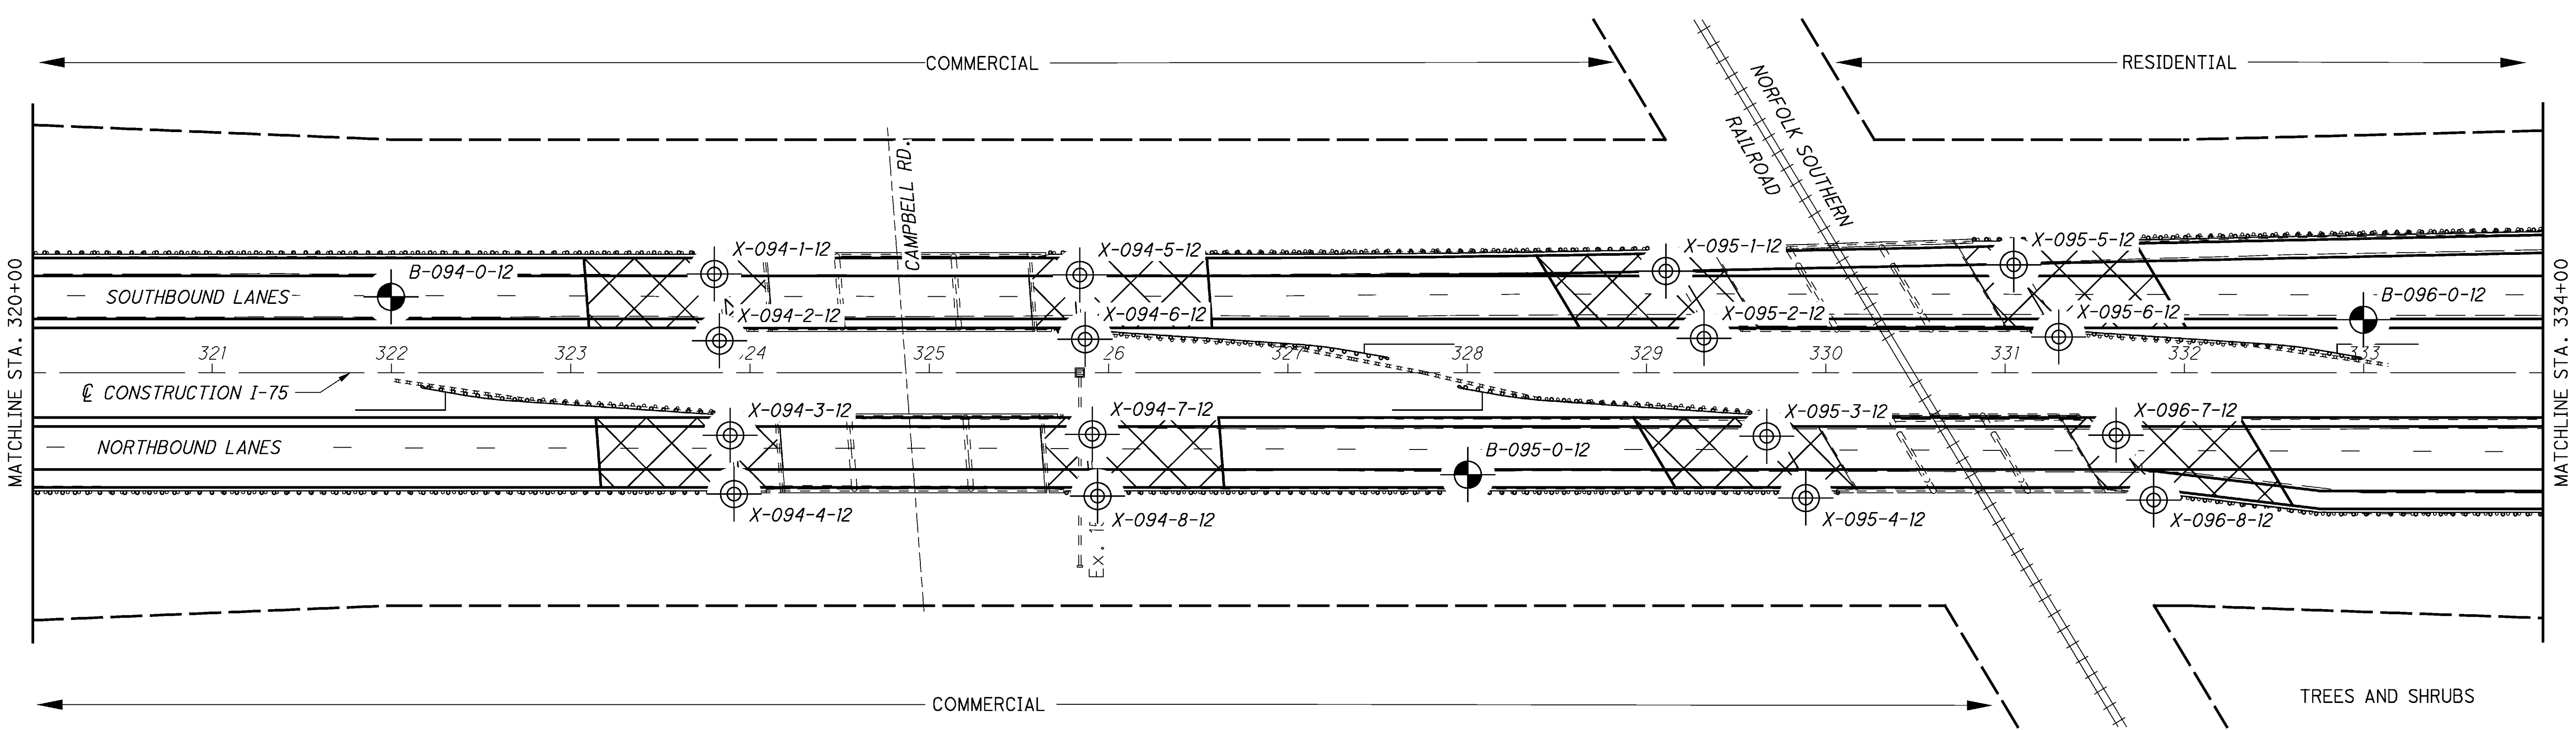 COMMERCIAL
RESIDENTIAL
NORFOLK SOUTHERN
RAILROAD
CAMPBELL RD.
MATCHLINE STA. 320+00
MATCHLINE STA. 334+00
X-094-1-12
X-094-5-12
X-095-1-12
X-095-5-12
B-094-0-12
SOUTHBOUND LANES
B-096-0-12
X-094-2-12
X-094-6-12
X-095-2-12
X-095-6-12
321
322
323
24
325
26
327
328
329
330
331
332
333
℄ CONSTRUCTION I-75
X-094-3-12
X-094-7-12
X-095-3-12
X-096-7-12
NORTHBOUND LANES
B-095-0-12
X-094-4-12
X-094-8-12
X-095-4-12
X-096-8-12
EX. 1
COMMERCIAL
TREES AND SHRUBS